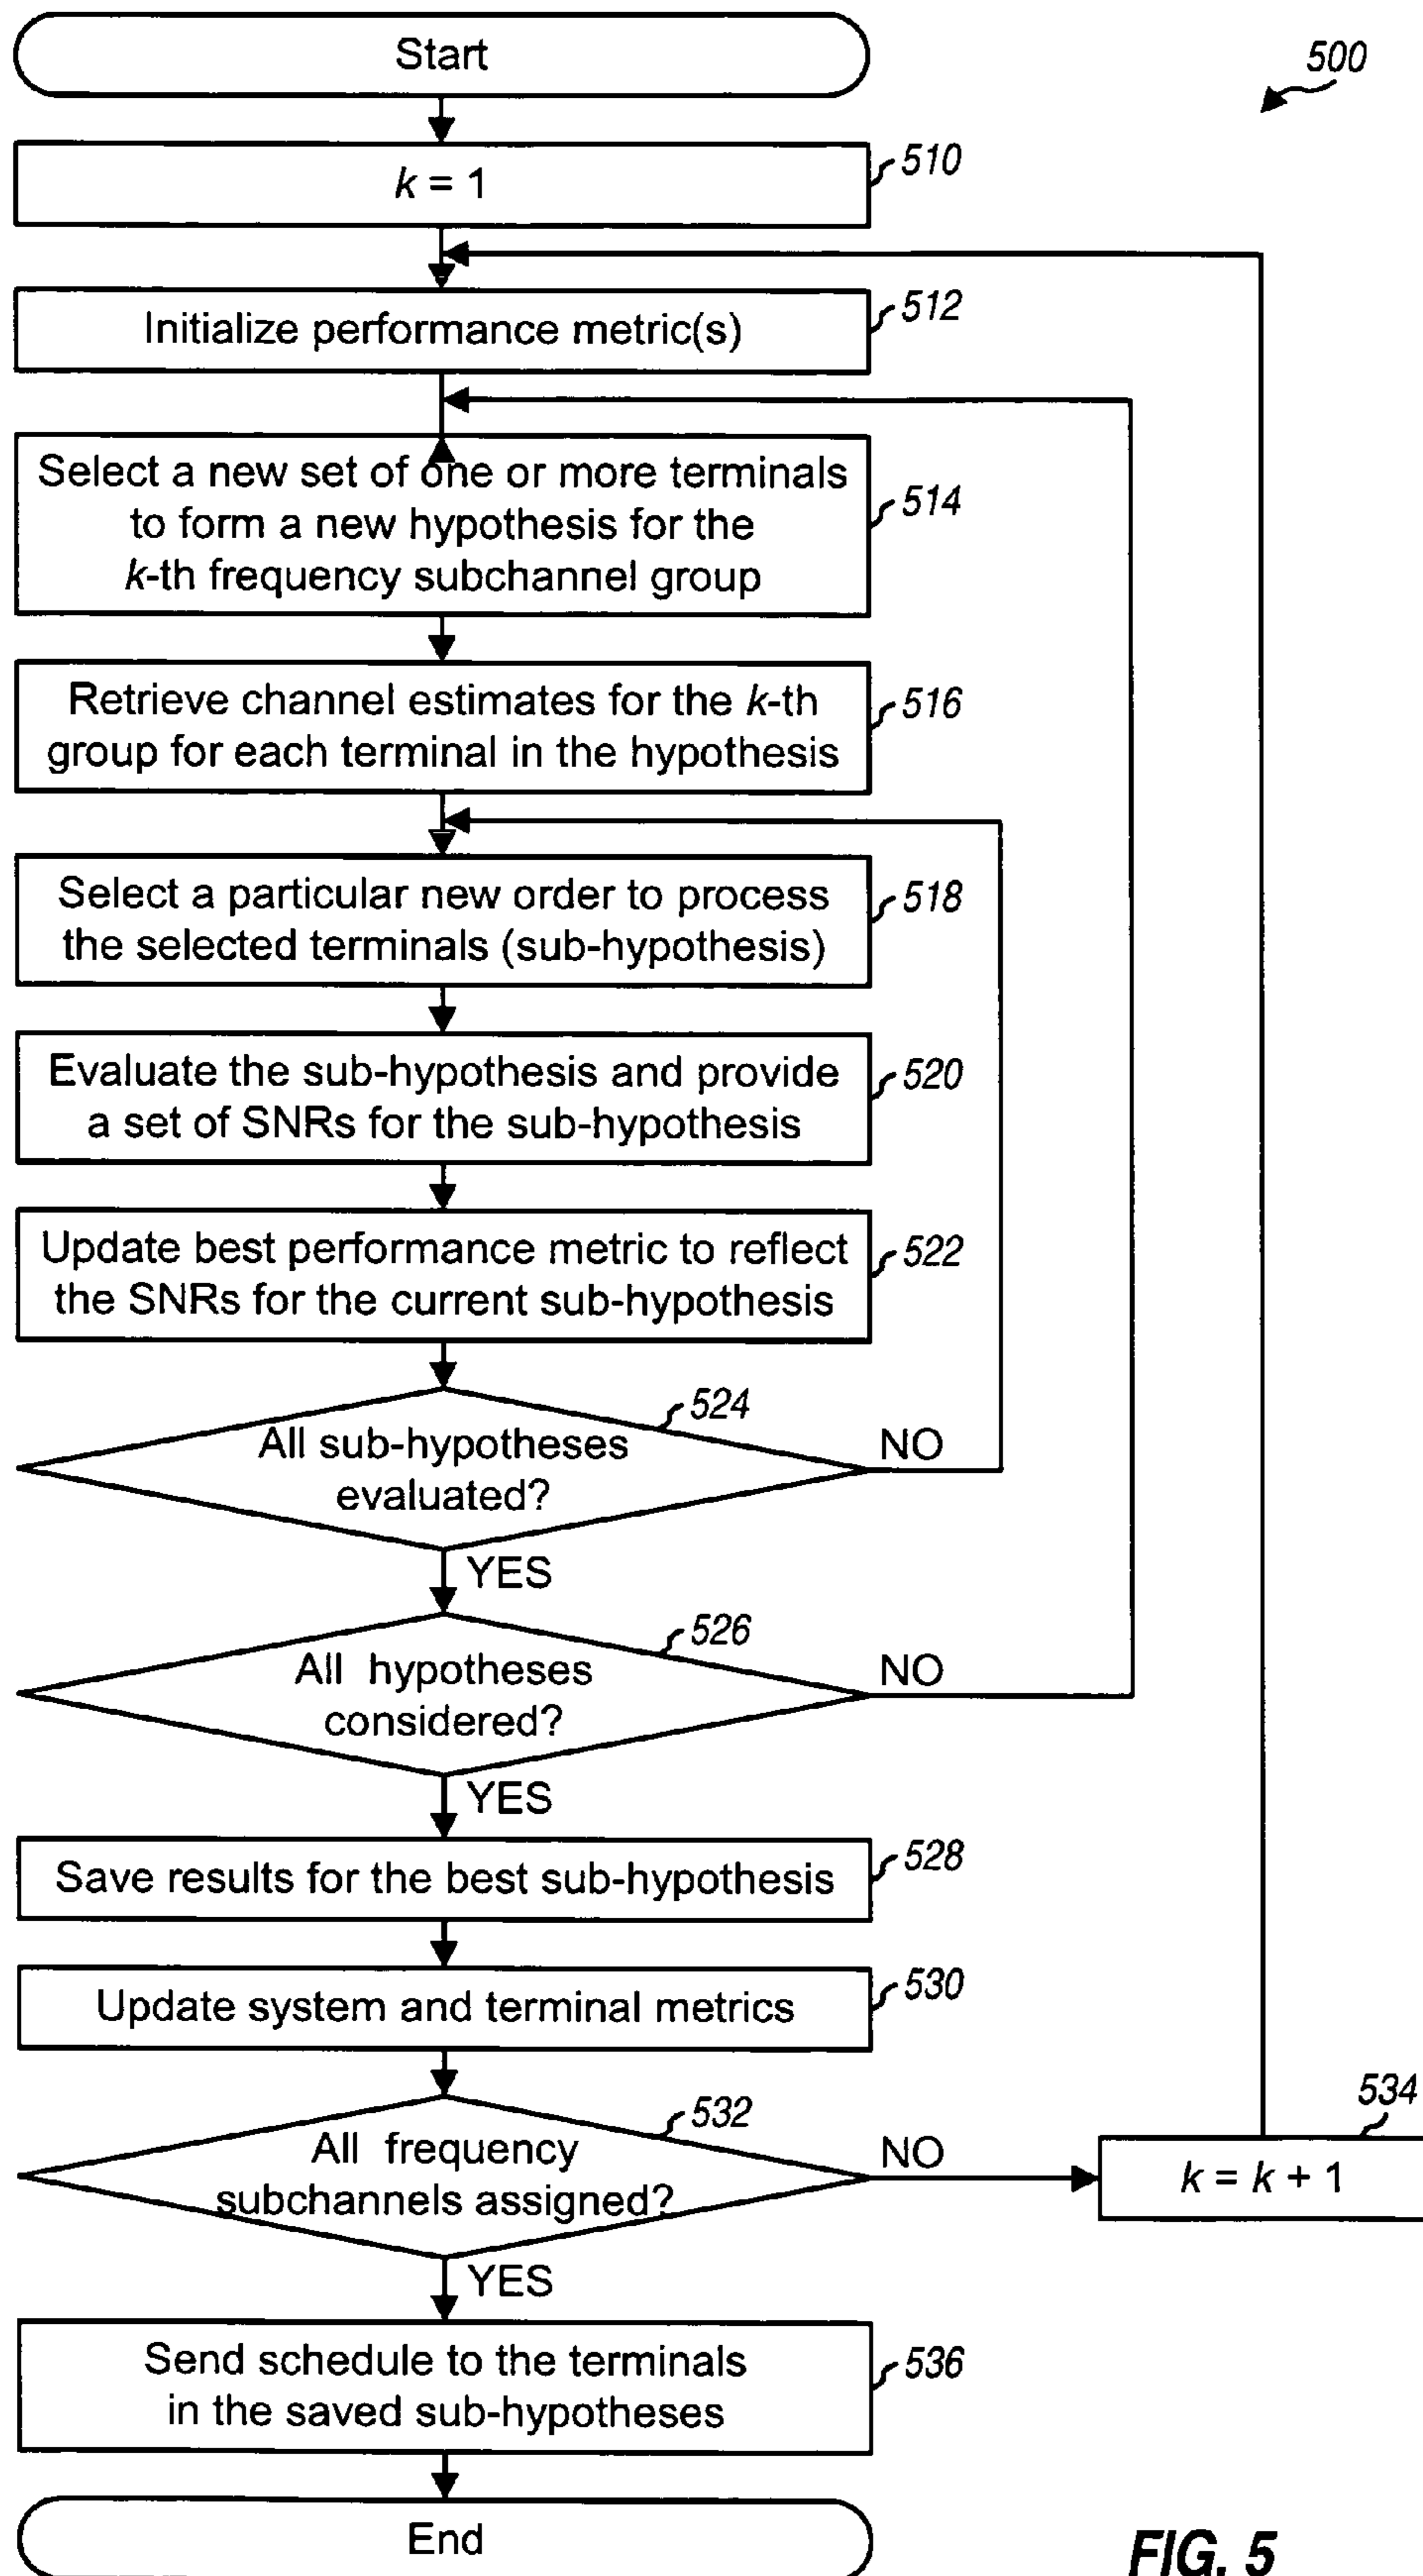 Start
500
k = 1
510
Initialize performance metric(s)
512
Select a new set of one or more terminals
to form a new hypothesis for the
k-th frequency subchannel group
514
Retrieve channel estimates for the k-th
group for each terminal in the hypothesis
516
Select a particular new order to process
the selected terminals (sub-hypothesis)
518
Evaluate the sub-hypothesis and provide
a set of SNRs for the sub-hypothesis
520
Update best performance metric to reflect
the SNRs for the current sub-hypothesis
522
All sub-hypotheses
evaluated?
524
NO
YES
All hypotheses
considered?
526
NO
YES
Save results for the best sub-hypothesis
528
Update system and terminal metrics
530
All frequency
subchannels assigned?
532
NO
k = k + 1
534
YES
Send schedule to the terminals
in the saved sub-hypotheses
536
End
FIG. 5